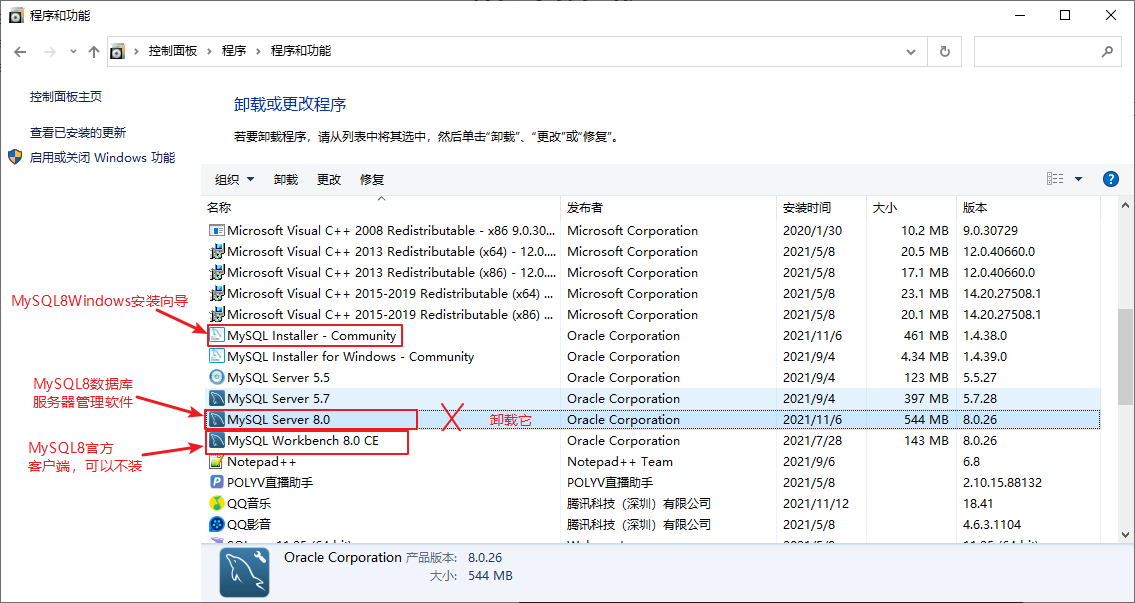 程序和功能
控制面板 程序 程序和功能
控制面板主页
查看已安装的更新
启用或关闭 Windows 功能
卸载或更改程序
若要卸载程序，请从列表中将其选中，然后单击“卸载”、“更改”或“修复”。
组织 卸载 更改 修复
名称 发布者 安装时间 大小 版本
Microsoft Visual C++ 2008 Redistributable - x86 9.0.30... Microsoft Corporation 2020/1/30 10.2 MB 9.0.30729
Microsoft Visual C++ 2013 Redistributable (x64) - 12.0.... Microsoft Corporation 2021/5/8 20.5 MB 12.0.40660.0
Microsoft Visual C++ 2013 Redistributable (x86) - 12.0.... Microsoft Corporation 2021/5/8 17.1 MB 12.0.40660.0
Microsoft Visual C++ 2015-2019 Redistributable (x64) ... Microsoft Corporation 2021/5/8 23.1 MB 14.20.27508.1
Microsoft Visual C++ 2015-2019 Redistributable (x86) ... Microsoft Corporation 2021/5/8 20.1 MB 14.20.27508.1
MySQL8Windows安装向导
MySQL Installer - Community Oracle Corporation 2021/11/6 461 MB 1.4.38.0
MySQL Installer for Windows - Community Oracle Corporation 2021/9/4 4.34 MB 1.4.39.0
MySQL Server 5.5 Oracle Corporation 2021/9/4 123 MB 5.5.27
MySQL8数据库
服务器管理软件
MySQL Server 5.7 Oracle Corporation 2021/9/4 397 MB 5.7.28
MySQL Server 8.0 卸载它 Oracle Corporation 2021/11/6 544 MB 8.0.26
MySQL8官方
客户端，可以不装
MySQL Workbench 8.0 CE Oracle Corporation 2021/7/28 143 MB 8.0.26
Notepad++ Notepad++ Team 2021/9/6 6.8
POLYV直播助手 POLYV直播助手 2021/5/8 2.10.15.88132
QQ音乐 腾讯科技（深圳）有限公司 2021/11/12 18.41
QQ影音 腾讯科技（深圳）有限公司 2021/5/8 4.6.3.1104
Oracle Corporation 产品版本: 8.0.26
大小: 544 MB